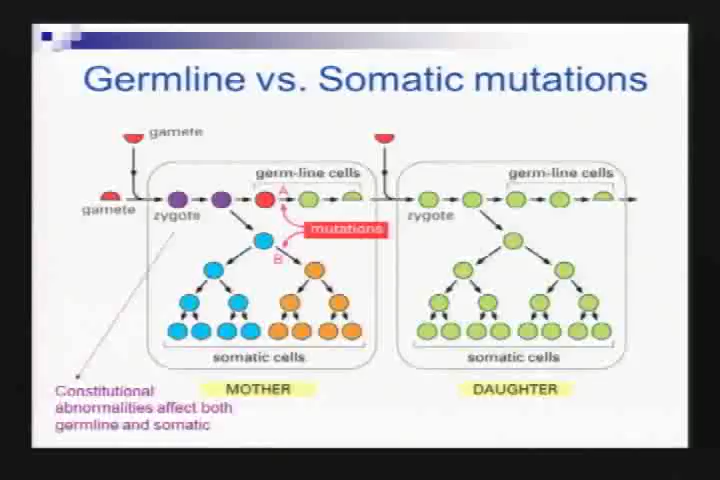 Germline vs. Somatic mutations
gamete
gamete
zygote
germ-line cells
A
mutations
B
somatic cells
MOTHER
zygote
germ-line cells
somatic cells
DAUGHTER
Constitutional
abnormalities affect both
germline and somatic